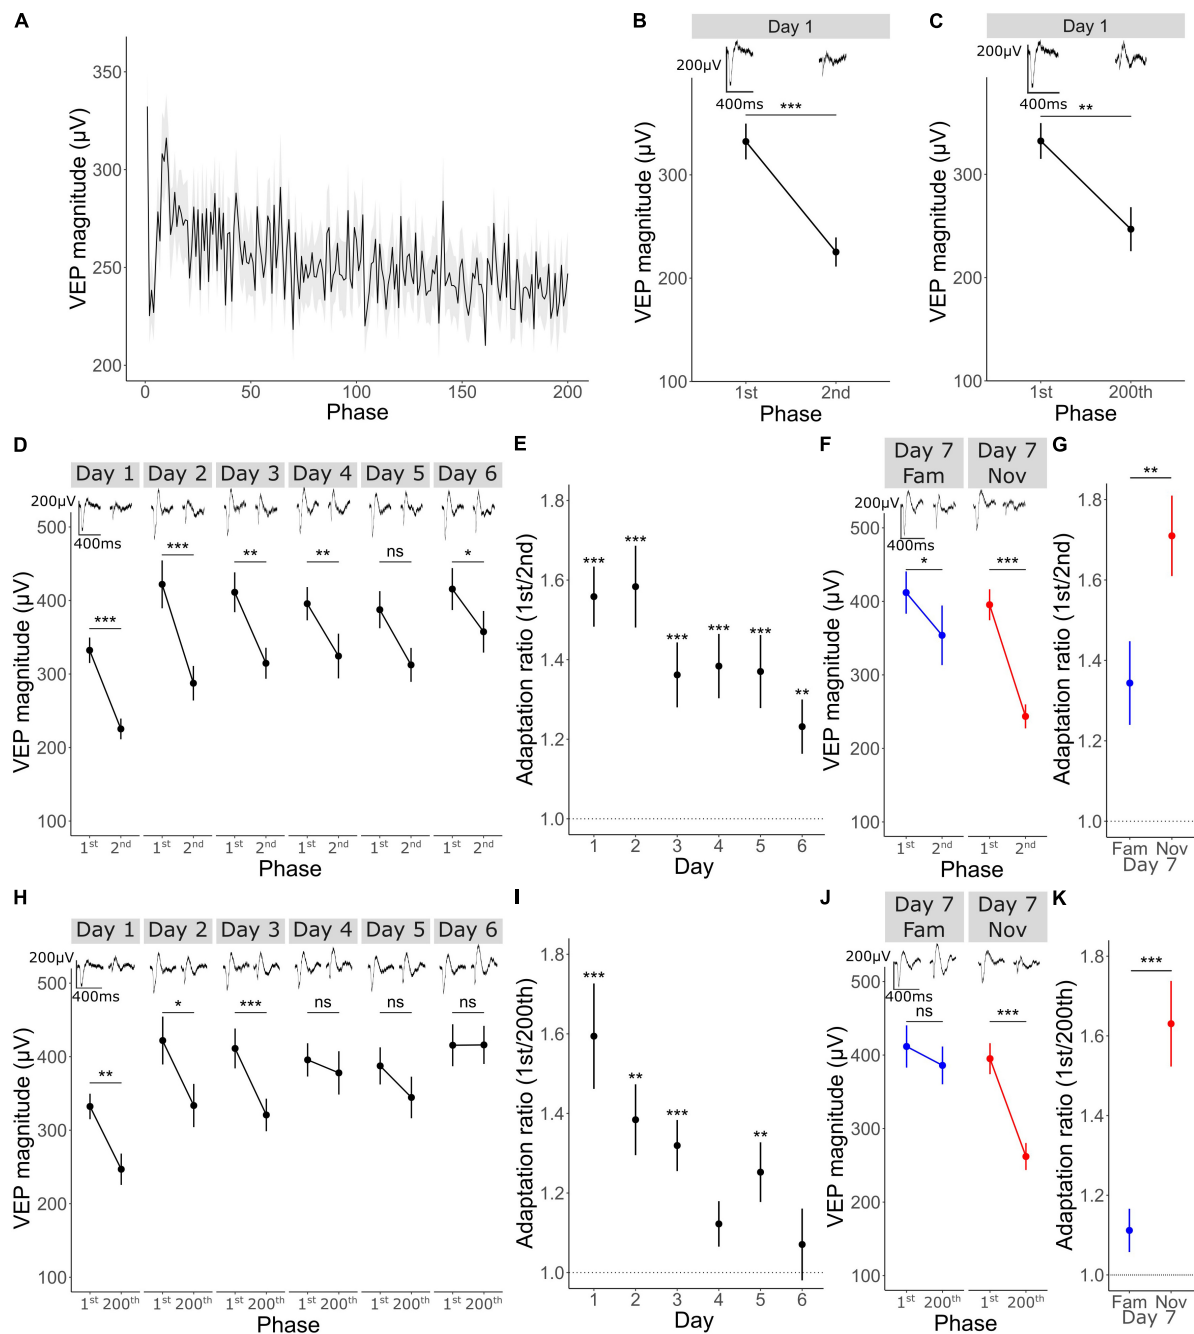 A
350
300
250
200
0
50
100
150
200
VEP magnitude (µV)
Phase
B
Day 1
200µV
400ms
***
300
200
100
1st
2nd
VEP magnitude (µV)
Phase
C
Day 1
200µV
400ms
**
300
200
100
1st
200th
VEP magnitude (µV)
Phase
D
Day 1 Day 2 Day 3 Day 4 Day 5 Day 6
200µV
400ms
500
400
300
200
100
*** *** ** ** ns *
1st 2nd 1st 2nd 1st 2nd 1st 2nd 1st 2nd 1st 2nd
VEP magnitude (µV)
Phase
E
1.8
1.6
1.4
1.2
1.0
*** *** *** *** *** **
1 2 3 4 5 6
Adaptation ratio (1st/2nd)
Day
F
Day 7
Fam
Day 7
Nov
200µV
400ms
500
400
300
200
100
* ***
1st 2nd 1st 2nd
VEP magnitude (µV)
Phase
G
**
1.8
1.6
1.4
1.2
1.0
Fam Nov
Day 7
Adaptation ratio (1st/2nd)
H
Day 1 Day 2 Day 3 Day 4 Day 5 Day 6
200µV
400ms
500
400
300
200
100
** * *** ns ns ns
1st 200th 1st 200th 1st 200th 1st 200th 1st 200th 1st 200th
VEP magnitude (µV)
Phase
I
1.8
1.6
1.4
1.2
1.0
*** ** *** **
1 2 3 4 5 6
Adaptation ratio (1st/200th)
Day
J
Day 7
Fam
Day 7
Nov
200µV
400ms
500
400
300
200
100
ns ***
1st 200th 1st 200th
VEP magnitude (µV)
Phase
K
***
1.8
1.6
1.4
1.2
1.0
Fam Nov
Day 7
Adaptation ratio (1st/200th)